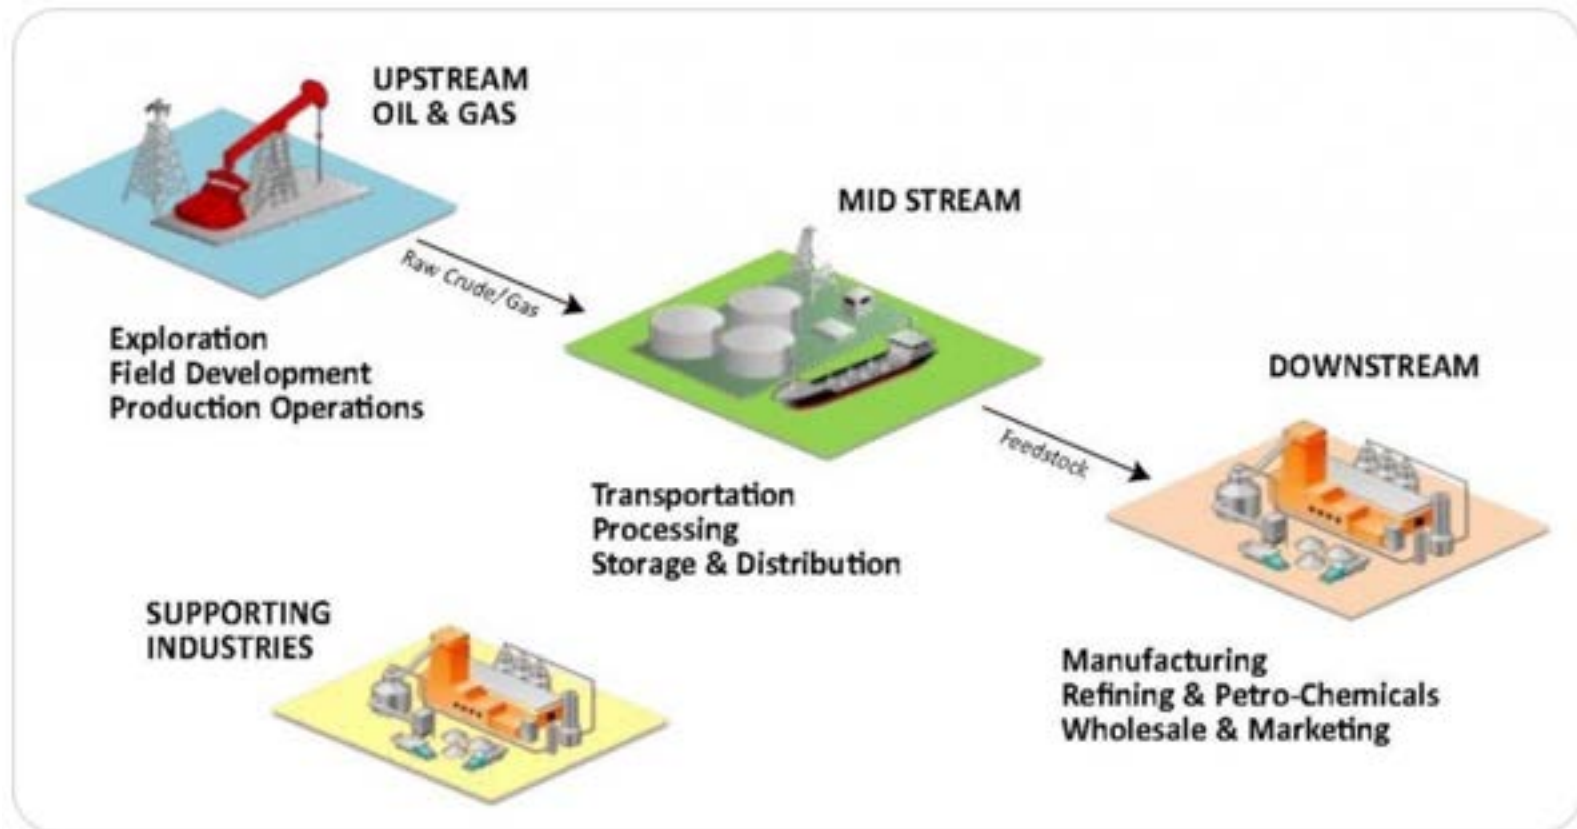 UPSTREAM
OIL & GAS
Raw Crude/Gas
Exploration
Field Development
Production Operations
MID STREAM
Feedstock
Transportation
Processing
Storage & Distribution
DOWNSTREAM
Manufacturing
Refining & Petro-Chemicals
Wholesale & Marketing
SUPPORTING
INDUSTRIES